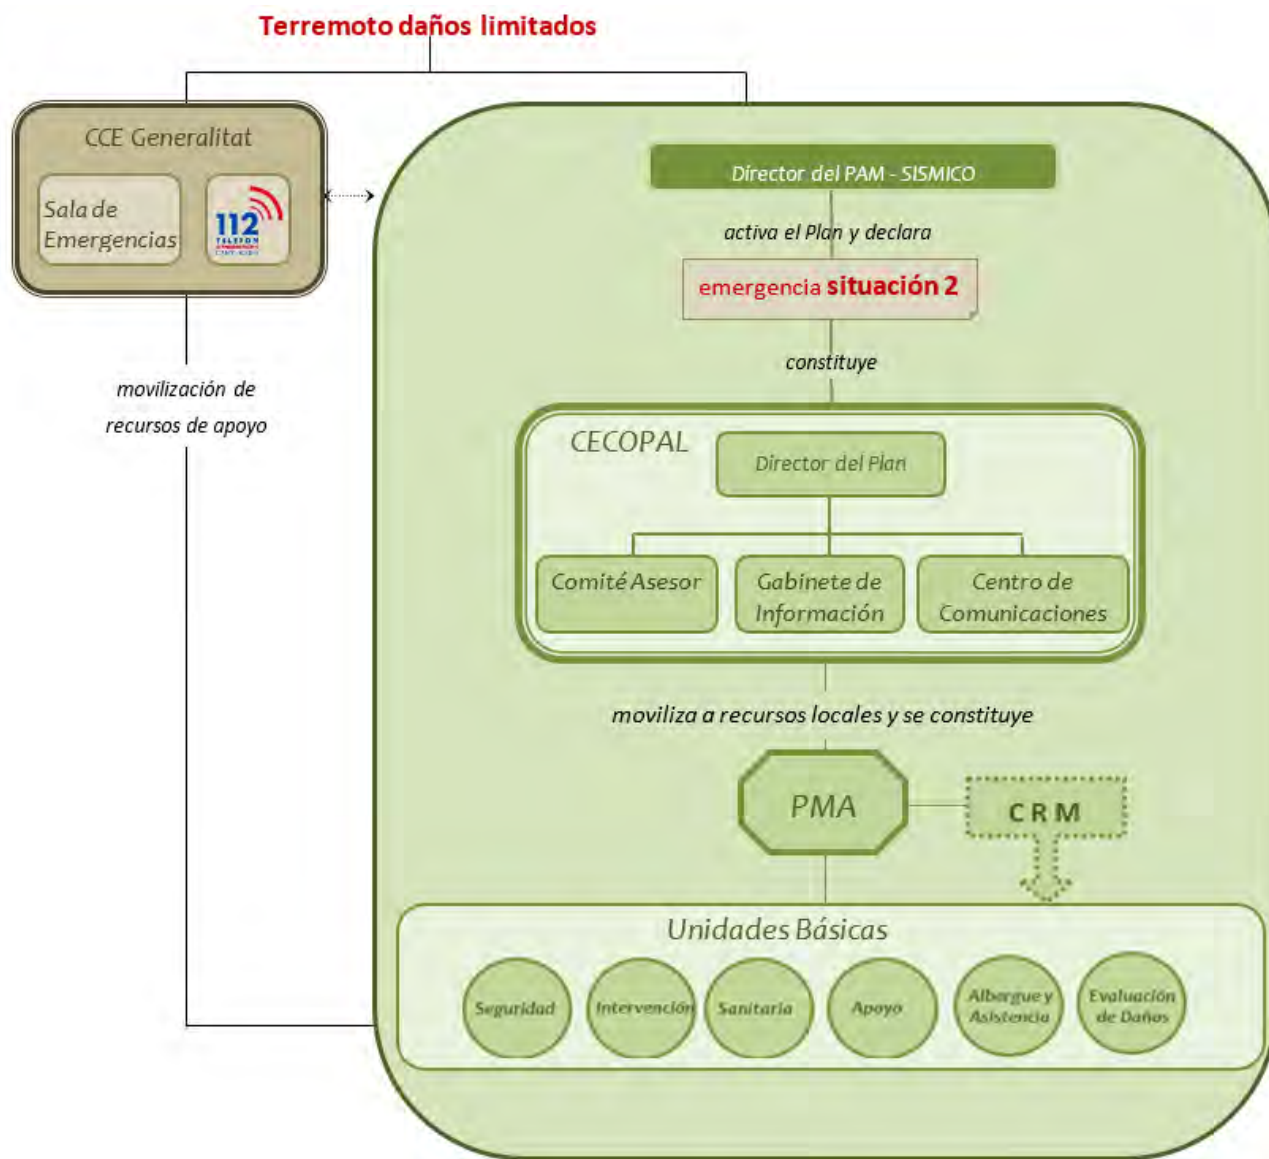 Terremoto daños limitados
CCE Generalitat
Sala de
Emergencias
112
TELÈFON
Director del PAM - SISMICO
activa el Plan y declara
emergencia situación 2
constituye
movilización de
recursos de apoyo
CECOPAL
Director del Plan
Comité Asesor
Gabinete de
Información
Centro de
Comunicaciones
moviliza a recursos locales y se constituye
PMA
C R M
Unidades Básicas
Seguridad
Intervención
Sanitaria
Apoyo
Albergue y
Asistencia
Evaluación
de Daños